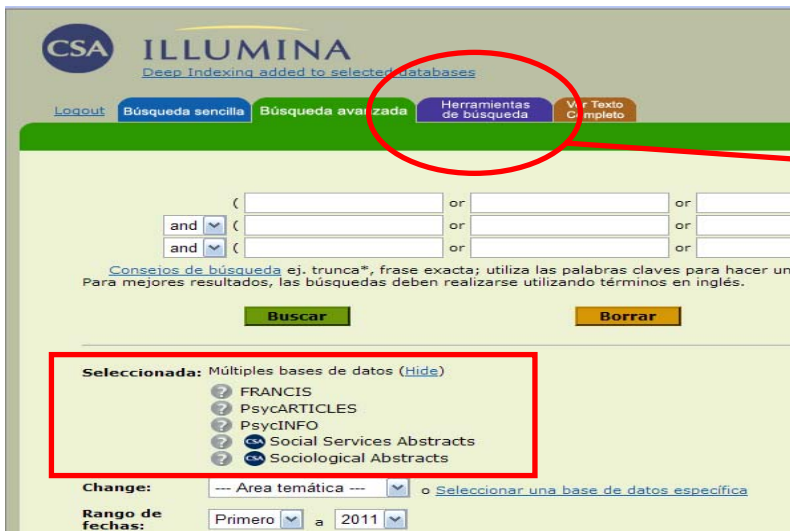 CSA ILLUMINA
Deep Indexing added to selected databases
Logout Búsqueda sencilla Búsqueda avanzada Herramientas de búsqueda Ver Texto Completo
( or or
and ( or or
and ( or or
Consejos de búsqueda ej. trunca*, frase exacta; utiliza las palabras claves para hacer un
Para mejores resultados, las búsquedas deben realizarse utilizando términos en inglés.
Buscar Borrar
Seleccionada: Múltiples bases de datos (Hide)
? FRANCIS
? PsycARTICLES
? PsycINFO
? CSA Social Services Abstracts
? CSA Sociological Abstracts
Change: --- Area temática --- o Seleccionar una base de datos específica
Rango de fechas: Primero a 2011